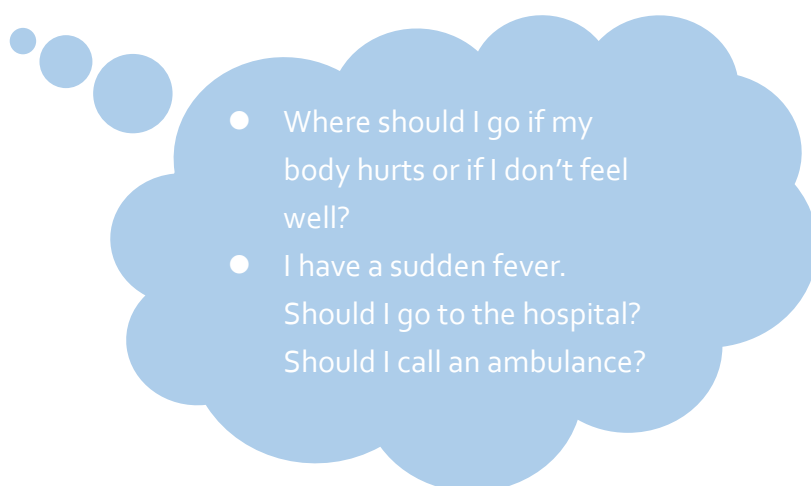 ● Where should I go if my
body hurts or if I don’t feel
well?
● I have a sudden fever.
Should I go to the hospital?
Should I call an ambulance?